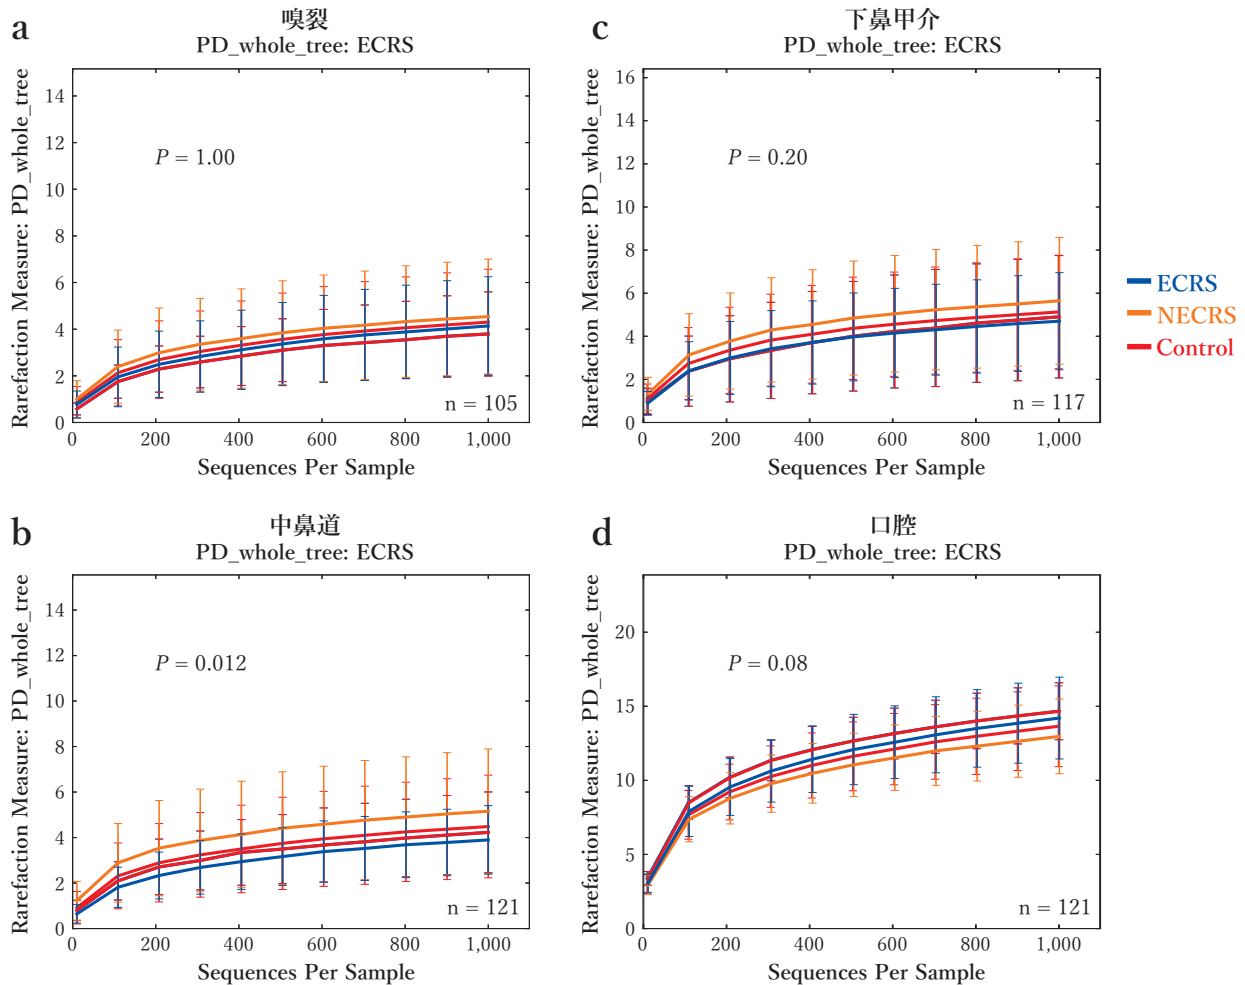 a
嗅裂
PD_whole_tree: ECRS
Rarefaction Measure: PD_whole_tree
14
12
10
8
6
4
2
0
P = 1.00
n = 105
0 200 400 600 800 1,000
Sequences Per Sample
c
下鼻甲介
PD_whole_tree: ECRS
Rarefaction Measure: PD_whole_tree
16
14
12
10
8
6
4
2
0
P = 0.20
n = 117
0 200 400 600 800 1,000
Sequences Per Sample
ECRS
NECRS
Control
b
中鼻道
PD_whole_tree: ECRS
Rarefaction Measure: PD_whole_tree
14
12
10
8
6
4
2
0
P = 0.012
n = 121
0 200 400 600 800 1,000
Sequences Per Sample
d
口腔
PD_whole_tree: ECRS
Rarefaction Measure: PD_whole_tree
20
15
10
5
0
P = 0.08
n = 121
0 200 400 600 800 1,000
Sequences Per Sample